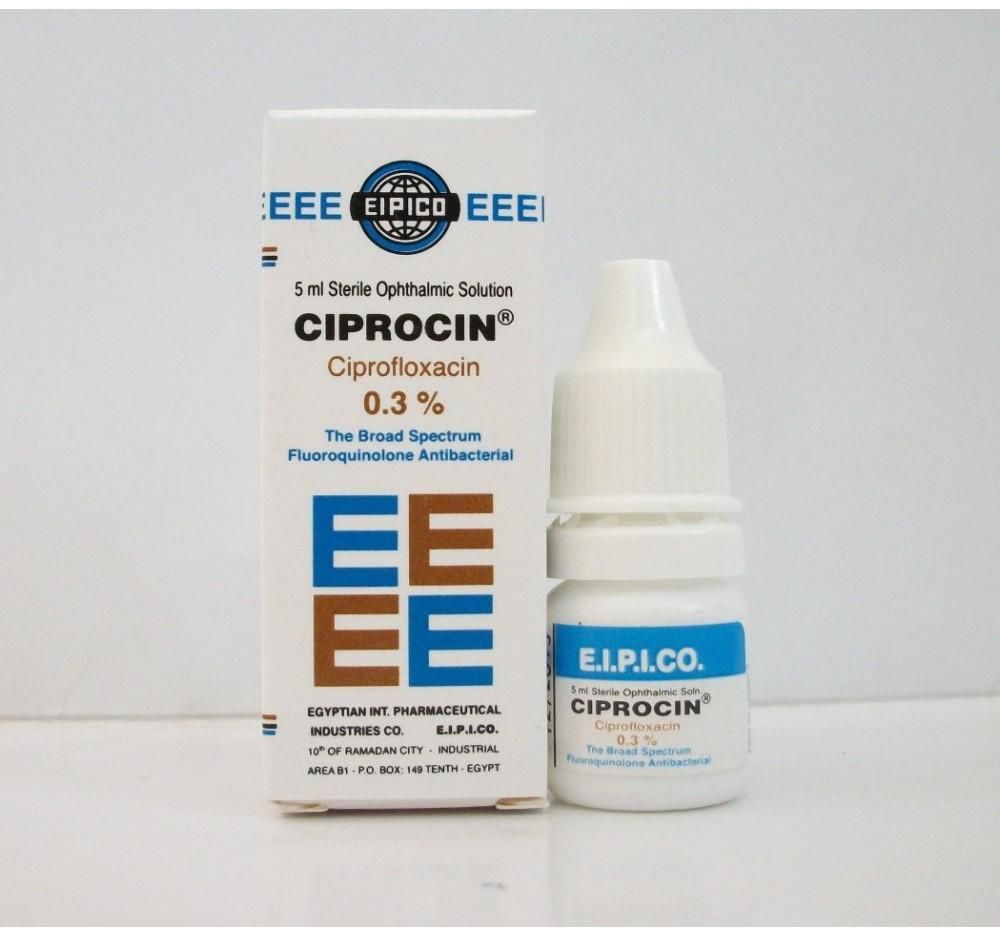 EEE EIPICO EEE
5 ml Sterile Ophthalmic Solution
CIPROCIN®
Ciprofloxacin
0.3 %
The Broad Spectrum
Fluoroquinolone Antibacterial
EE
EE
EGYPTIAN INT. PHARMACEUTICAL
INDUSTRIES CO. E.I.P.I.CO.
10th OF RAMADAN CITY - INDUSTRIAL
AREA B1 - P.O. BOX: 149 TENTH - EGYPT
E.I.P.I.CO.
5 ml Sterile Ophthalmic Soln
CIPROCIN®
Ciprofloxacin
0.3 %
The Broad Spectrum
Fluoroquinolone Antibacterial